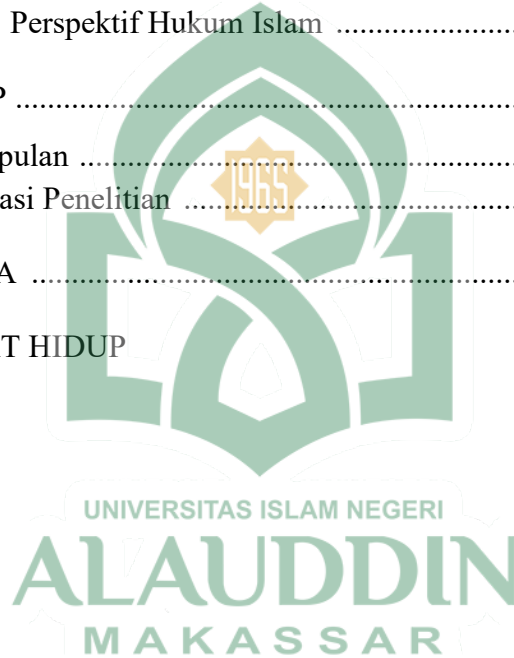 Perspektif Hukum Islam ....................
P ......................................................................
pulan ............................................................
asi Penelitian ............................................
A ...................................................................
T HIDUP
1965
UNIVERSITAS ISLAM NEGERI
ALAUDDIN
MAKASSAR